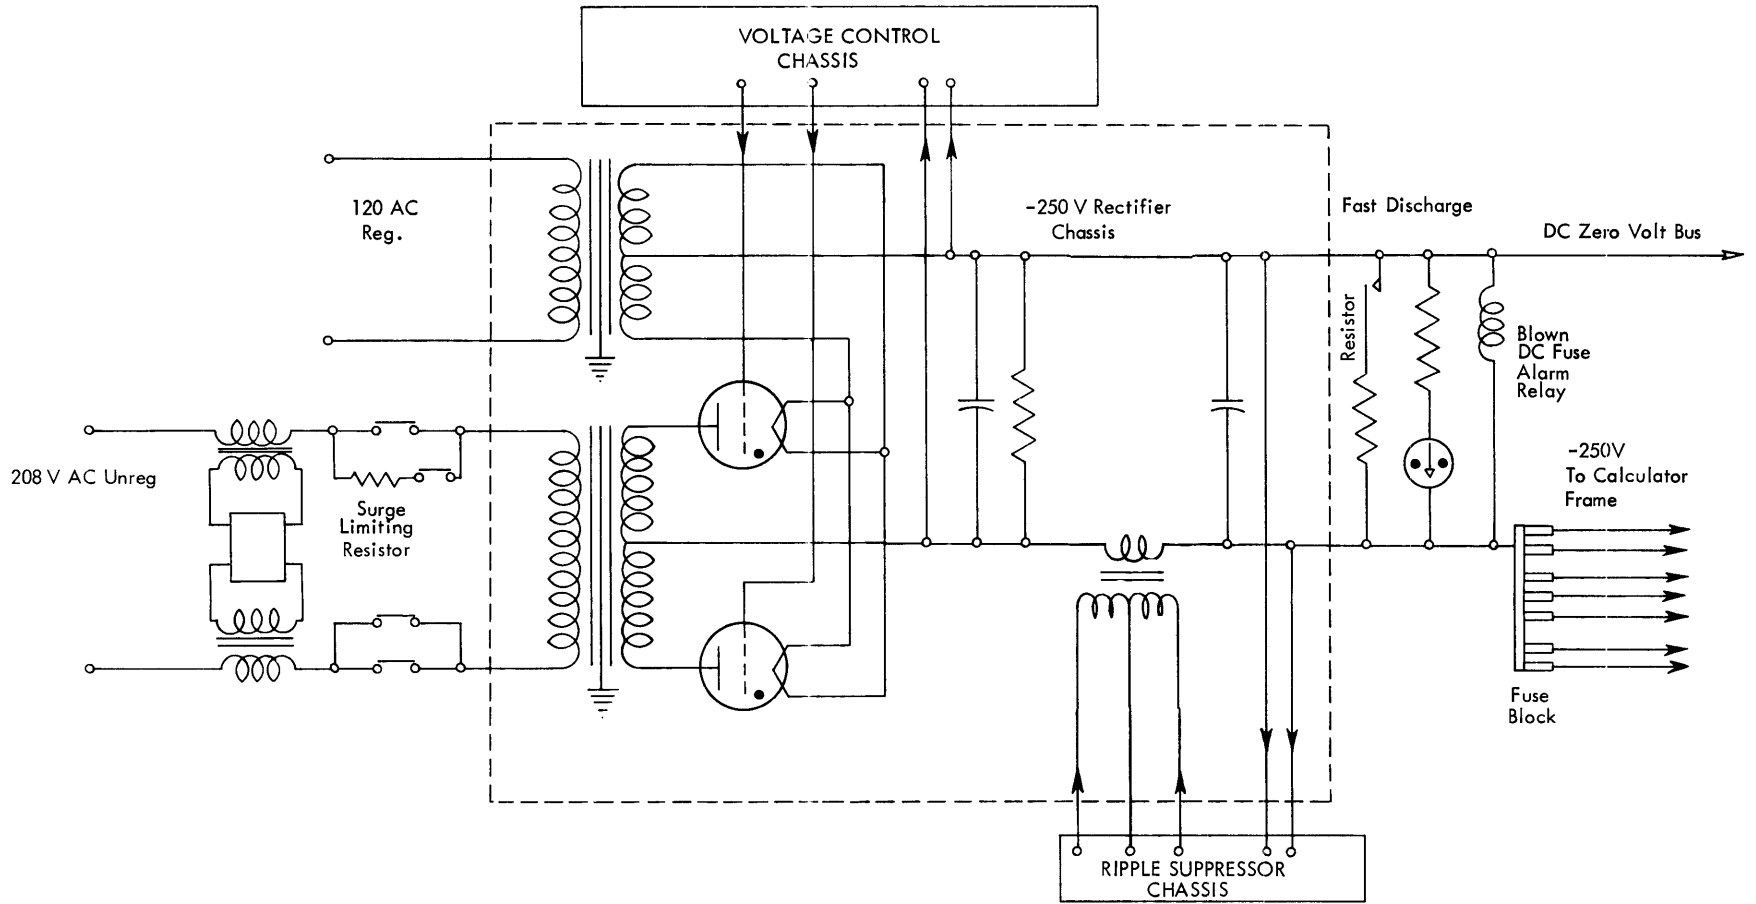 VOLTAGE CONTROL
CHASSIS
120 AC
Reg.
-250 V Rectifier
Chassis
Fast Discharge
DC Zero Volt Bus
Resistor
Blown
DC Fuse
Alarm
Relay
208 V AC Unreg
Surge
Limiting
Resistor
-250V
To Calculator
Frame
Fuse
Block
RIPPLE SUPPRESSOR
CHASSIS